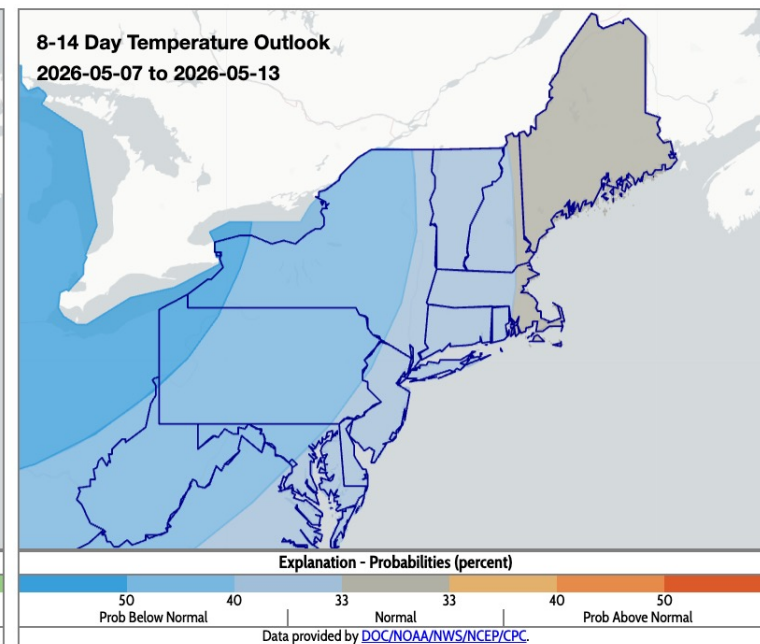 8-14 Day Temperature Outlook
2026-05-07 to 2026-05-13
Explanation - Probabilities (percent)
50 40 33 33 40 50
Prob Below Normal | Normal | Prob Above Normal
Data provided by DOC/NOAA/NWS/NCEP/CPC.